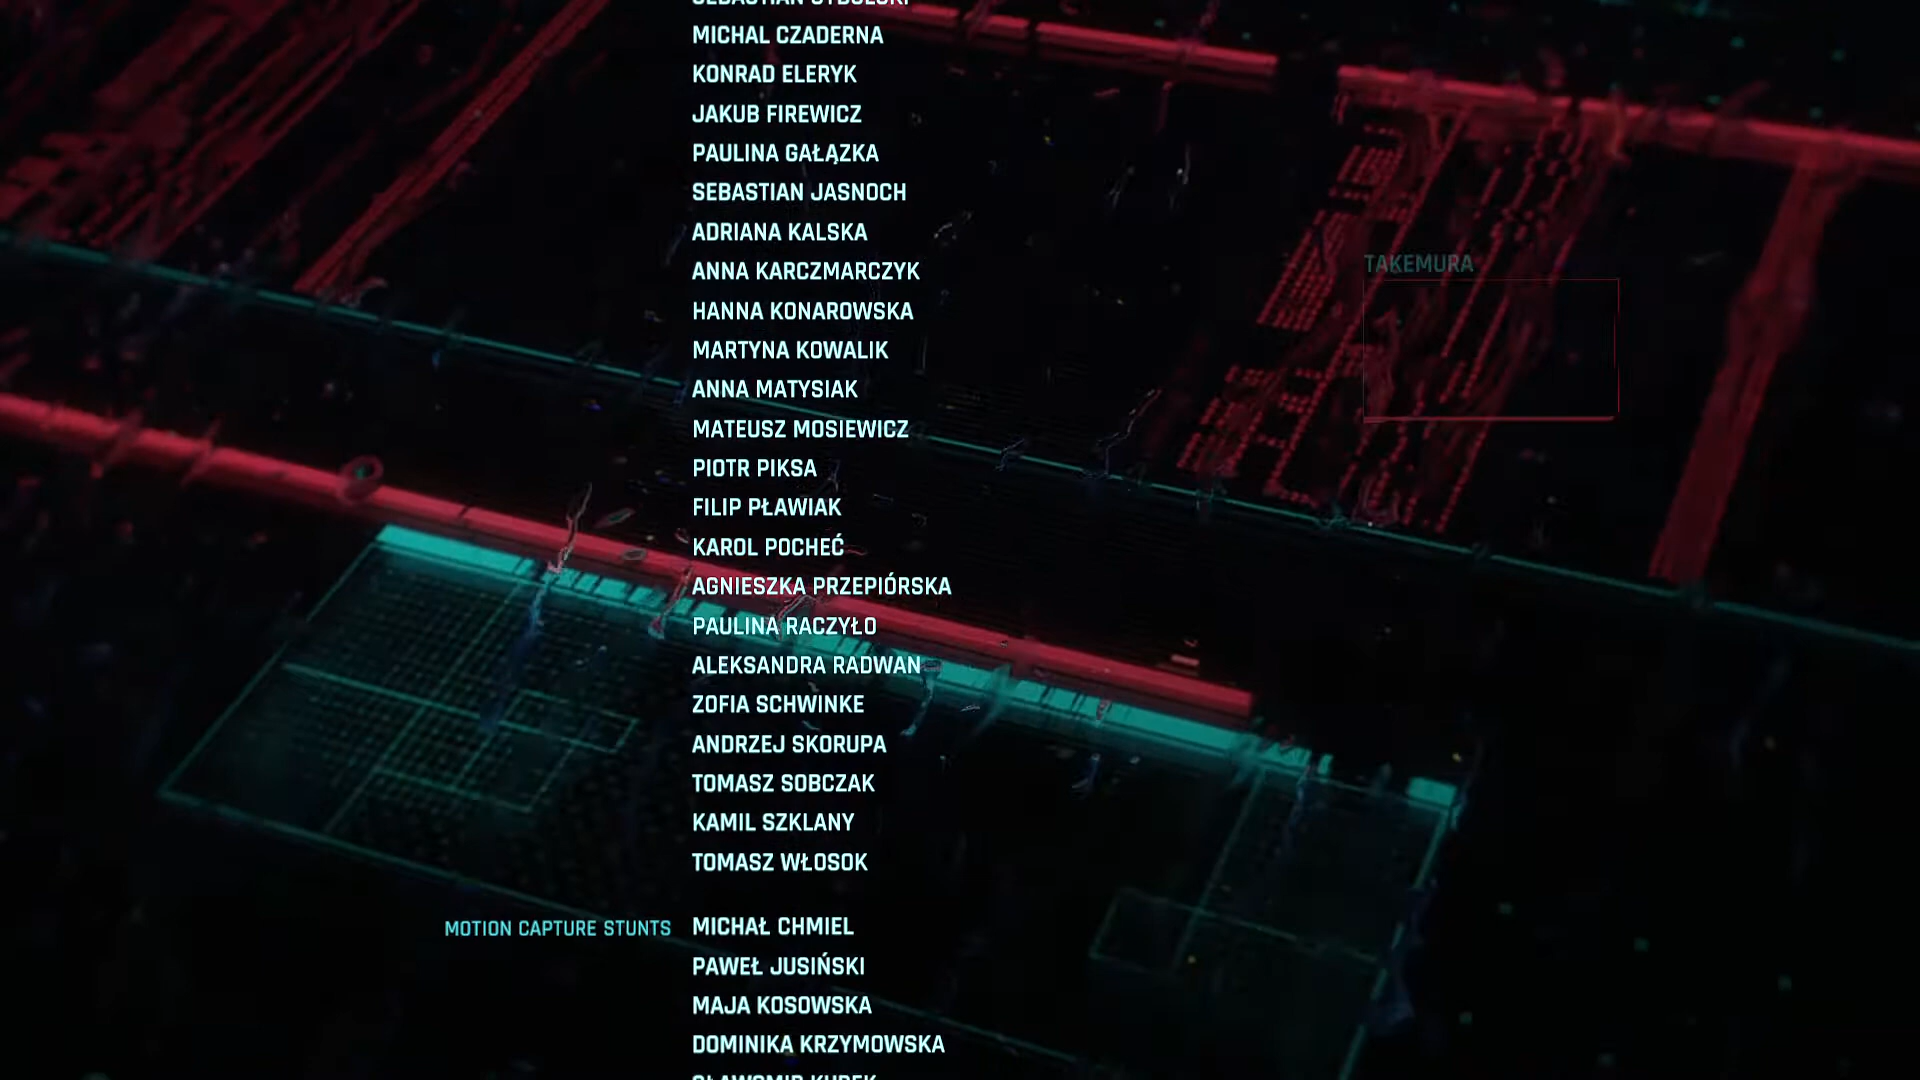 MICHAL CZADERNA
KONRAD ELERYK
JAKUB FIREWICZ
PAULINA GAŁĄZKA
SEBASTIAN JASNOCH
ADRIANA KALSKA
TAKEMURA
ANNA KARCZMARCZYK
HANNA KONAROWSKA
MARTYNA KOWALIK
ANNA MATYSIAK
MATEUSZ MOSIEWICZ
PIOTR PIKSA
FILIP PŁAWIAK
KAROL POCHEĆ
AGNIESZKA PRZEPIÓRSKA
PAULINA RACZYŁO
ALEKSANDRA RADWAN
ZOFIA SCHWINKE
ANDRZEJ SKORUPA
TOMASZ SOBCZAK
KAMIL SZKLANY
TOMASZ WŁOSOK
MOTION CAPTURE STUNTS MICHAŁ CHMIEL
PAWEŁ JUSIŃSKI
MAJA KOSOWSKA
DOMINIKA KRZYMOWSKA